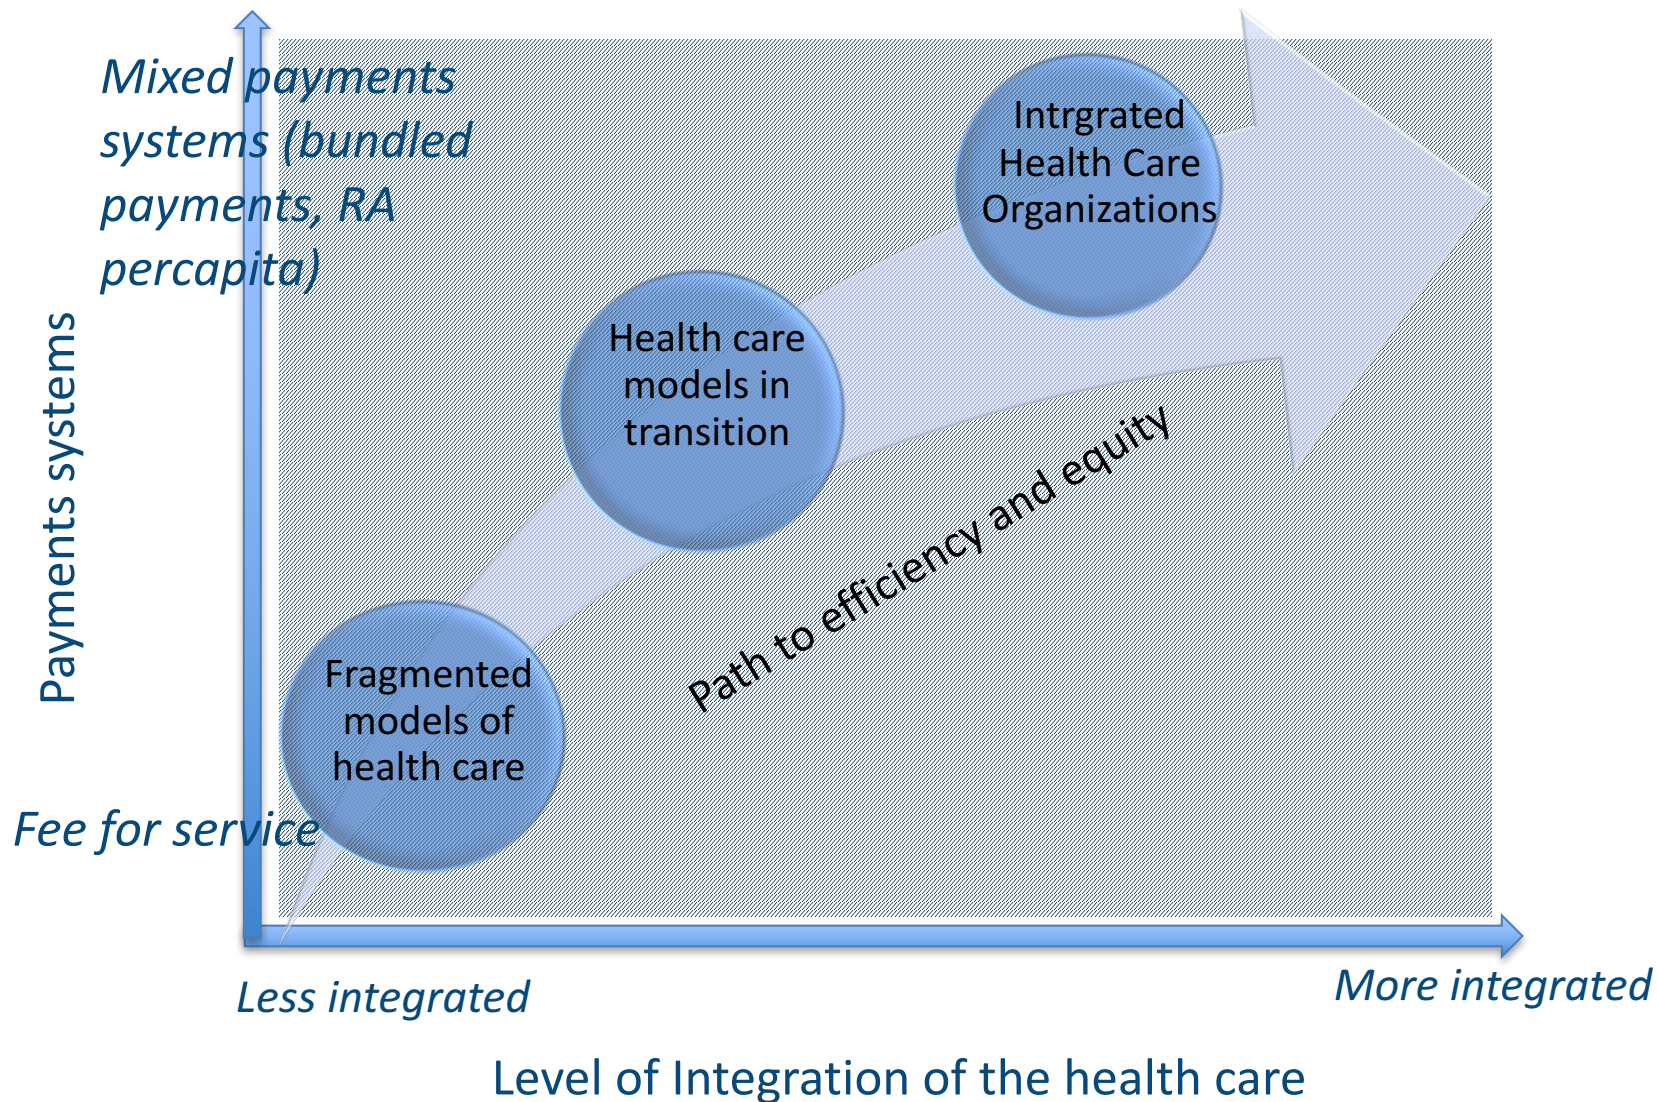 Mixed payments
systems (bundled
payments, RA
percapita)
Intrgrated
Health Care
Organizations
Health care
models in
transition
Payments systems
Path to efficiency and equity
Fragmented
models of
health care
Fee for service
Less integrated
More integrated
Level of Integration of the health care